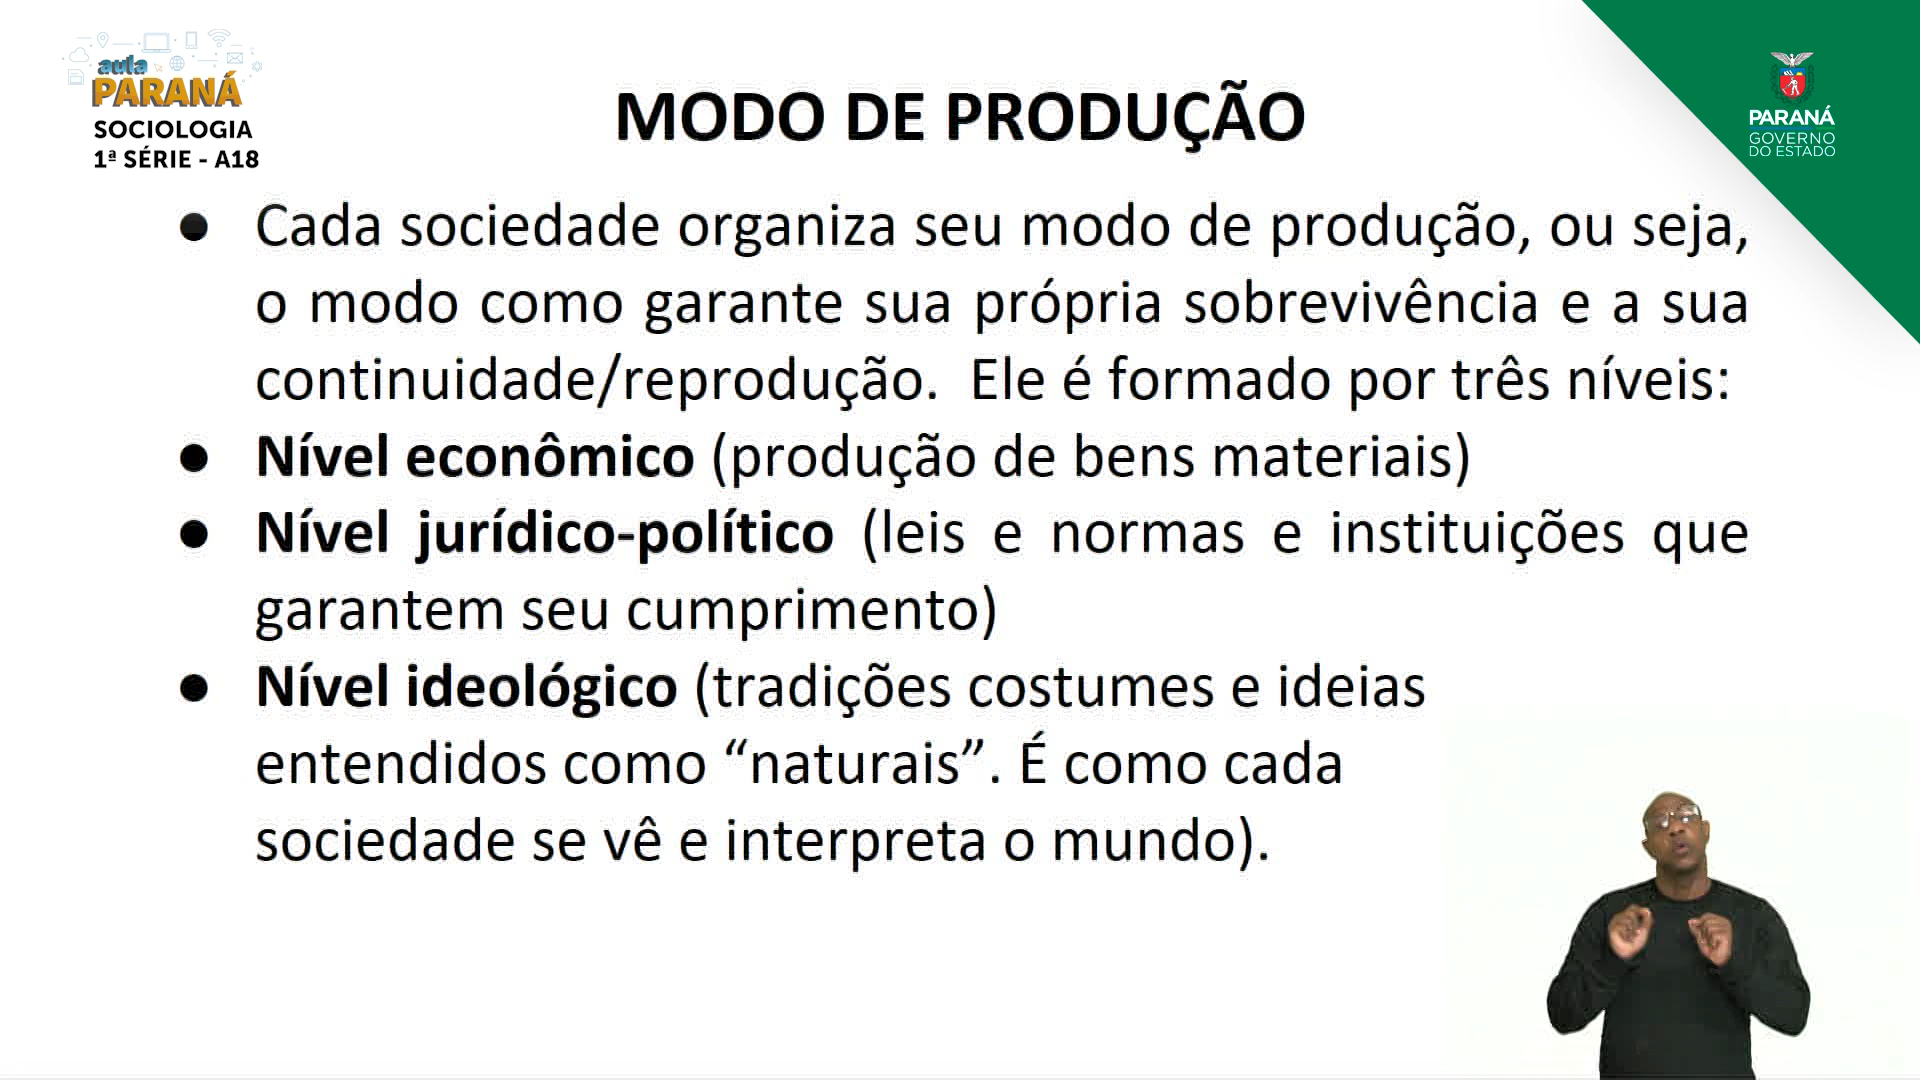 aula
PARANÁ
SOCIOLOGIA
1ª SÉRIE - A18
PARANÁ
GOVERNO
DO ESTADO
MODO DE PRODUÇÃO
● Cada sociedade organiza seu modo de produção, ou seja,
o modo como garante sua própria sobrevivência e a sua
continuidade/reprodução.  Ele é formado por três níveis:
● Nível econômico (produção de bens materiais)
● Nível jurídico-político (leis e normas e instituições que
garantem seu cumprimento)
● Nível ideológico (tradições costumes e ideias
entendidos como “naturais”. É como cada
sociedade se vê e interpreta o mundo).